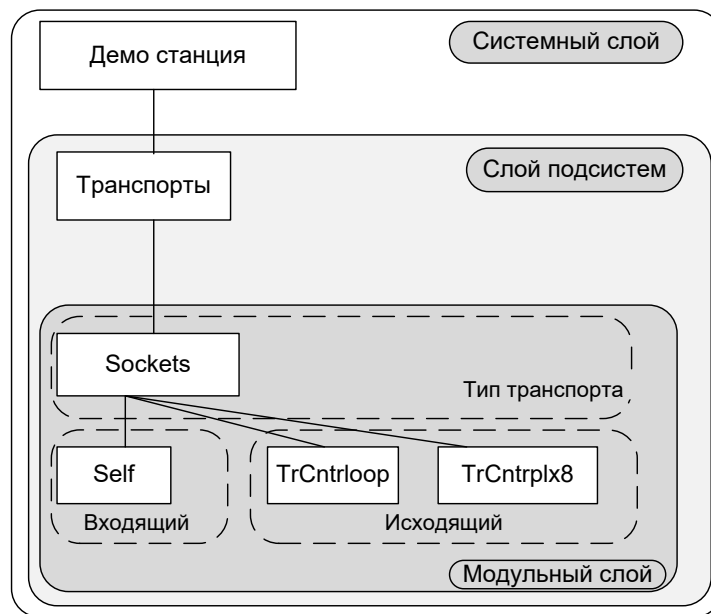 Системный слой
Демо станция
Слой подсистем
Транспорты
Sockets
Тип транспорта
Self
TrCntrloop
TrCntrplx8
Входящий
Исходящий
Модульный слой